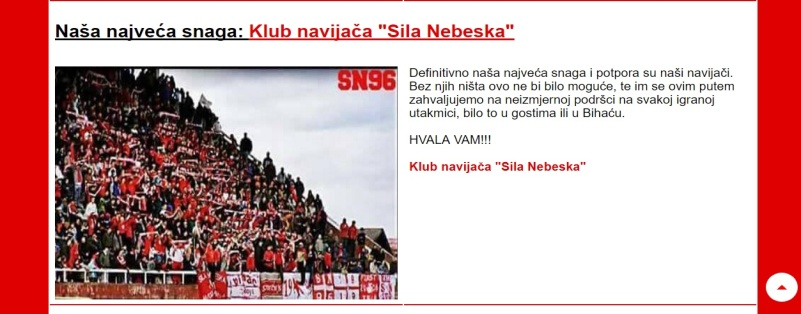 Naša najveća snaga: Klub navijača "Sila Nebeska"
SN96
Definitivno naša najveća snaga i potpora su naši navijači.
Bez njih ništa ovo ne bi bilo moguće, te im se ovim putem
zahvaljujemo na neizmjernoj podršci na svakoj igranoj
utakmici, bilo to u gostima ili u Bihaću.
HVALA VAM!!!
Klub navijača "Sila Nebeska"